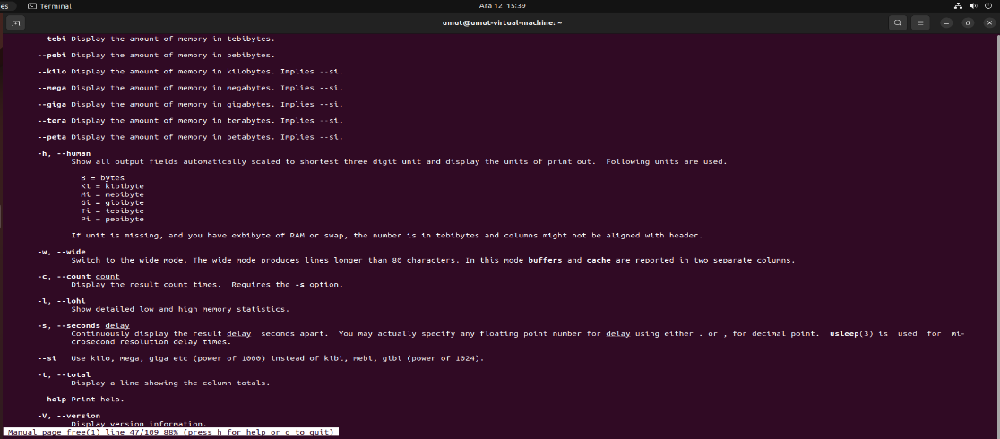 es
Terminal
Ara 12 15:39
umut@umut-virtual-machine: ~
--tebi Display the amount of memory in tebibytes.
--pebi Display the amount of memory in pebibytes.
--kilo Display the amount of memory in kilobytes. Implies --si.
--mega Display the amount of memory in megabytes. Implies --si.
--giga Display the amount of memory in gigabytes. Implies --si.
--tera Display the amount of memory in terabytes. Implies --si.
--peta Display the amount of memory in petabytes. Implies --si.
-h, --human
Show all output fields automatically scaled to shortest three digit unit and display the units of print out.  Following units are used.
B = bytes
Ki = kibibyte
Mi = mebibyte
Gi = gibibyte
Ti = tebibyte
Pi = pebibyte
If unit is missing, and you have exbibyte of RAM or swap, the number is in tebibytes and columns might not be aligned with header.
-w, --wide
Switch to the wide mode. The wide mode produces lines longer than 80 characters. In this mode buffers and cache are reported in two separate columns.
-c, --count count
Display the result count times.  Requires the -s option.
-l, --lohi
Show detailed low and high memory statistics.
-s, --seconds delay
Continuously display the result delay  seconds apart.  You may actually specify any floating point number for delay using either . or , for decimal point.  usleep(3) is  used  for  mi-
crosecond resolution delay times.
--si   Use kilo, mega, giga etc (power of 1000) instead of kibi, mebi, gibi (power of 1024).
-t, --total
Display a line showing the column totals.
--help Print help.
-V, --version
Display version information.
Manual page free(1) line 47/109 88% (press h for help or q to quit)